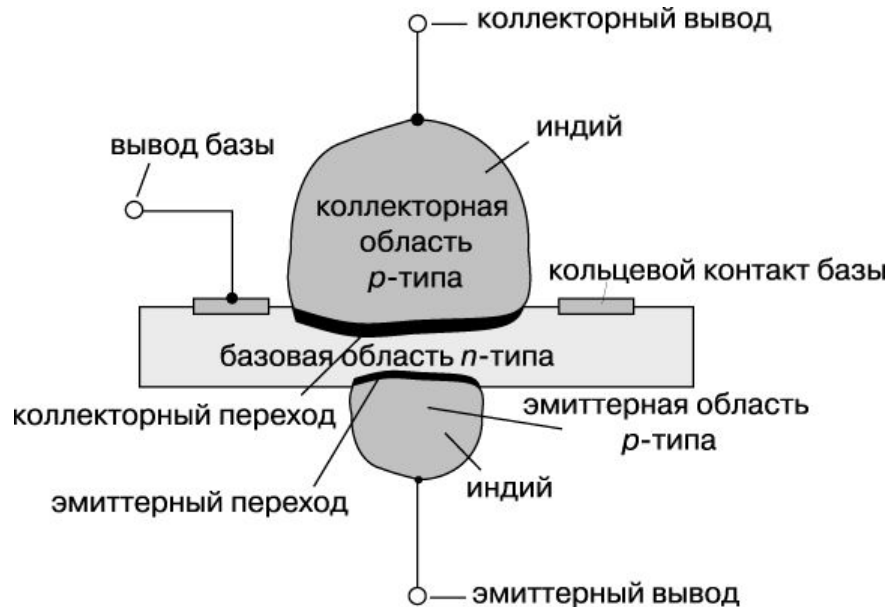 коллекторный вывод
индий
вывод базы
коллекторная
область
р-типа
кольцевой контакт базы
базовая область n-типа
коллекторный переход
эмиттерная область
р-типа
эмиттерный переход
индий
эмиттерный вывод